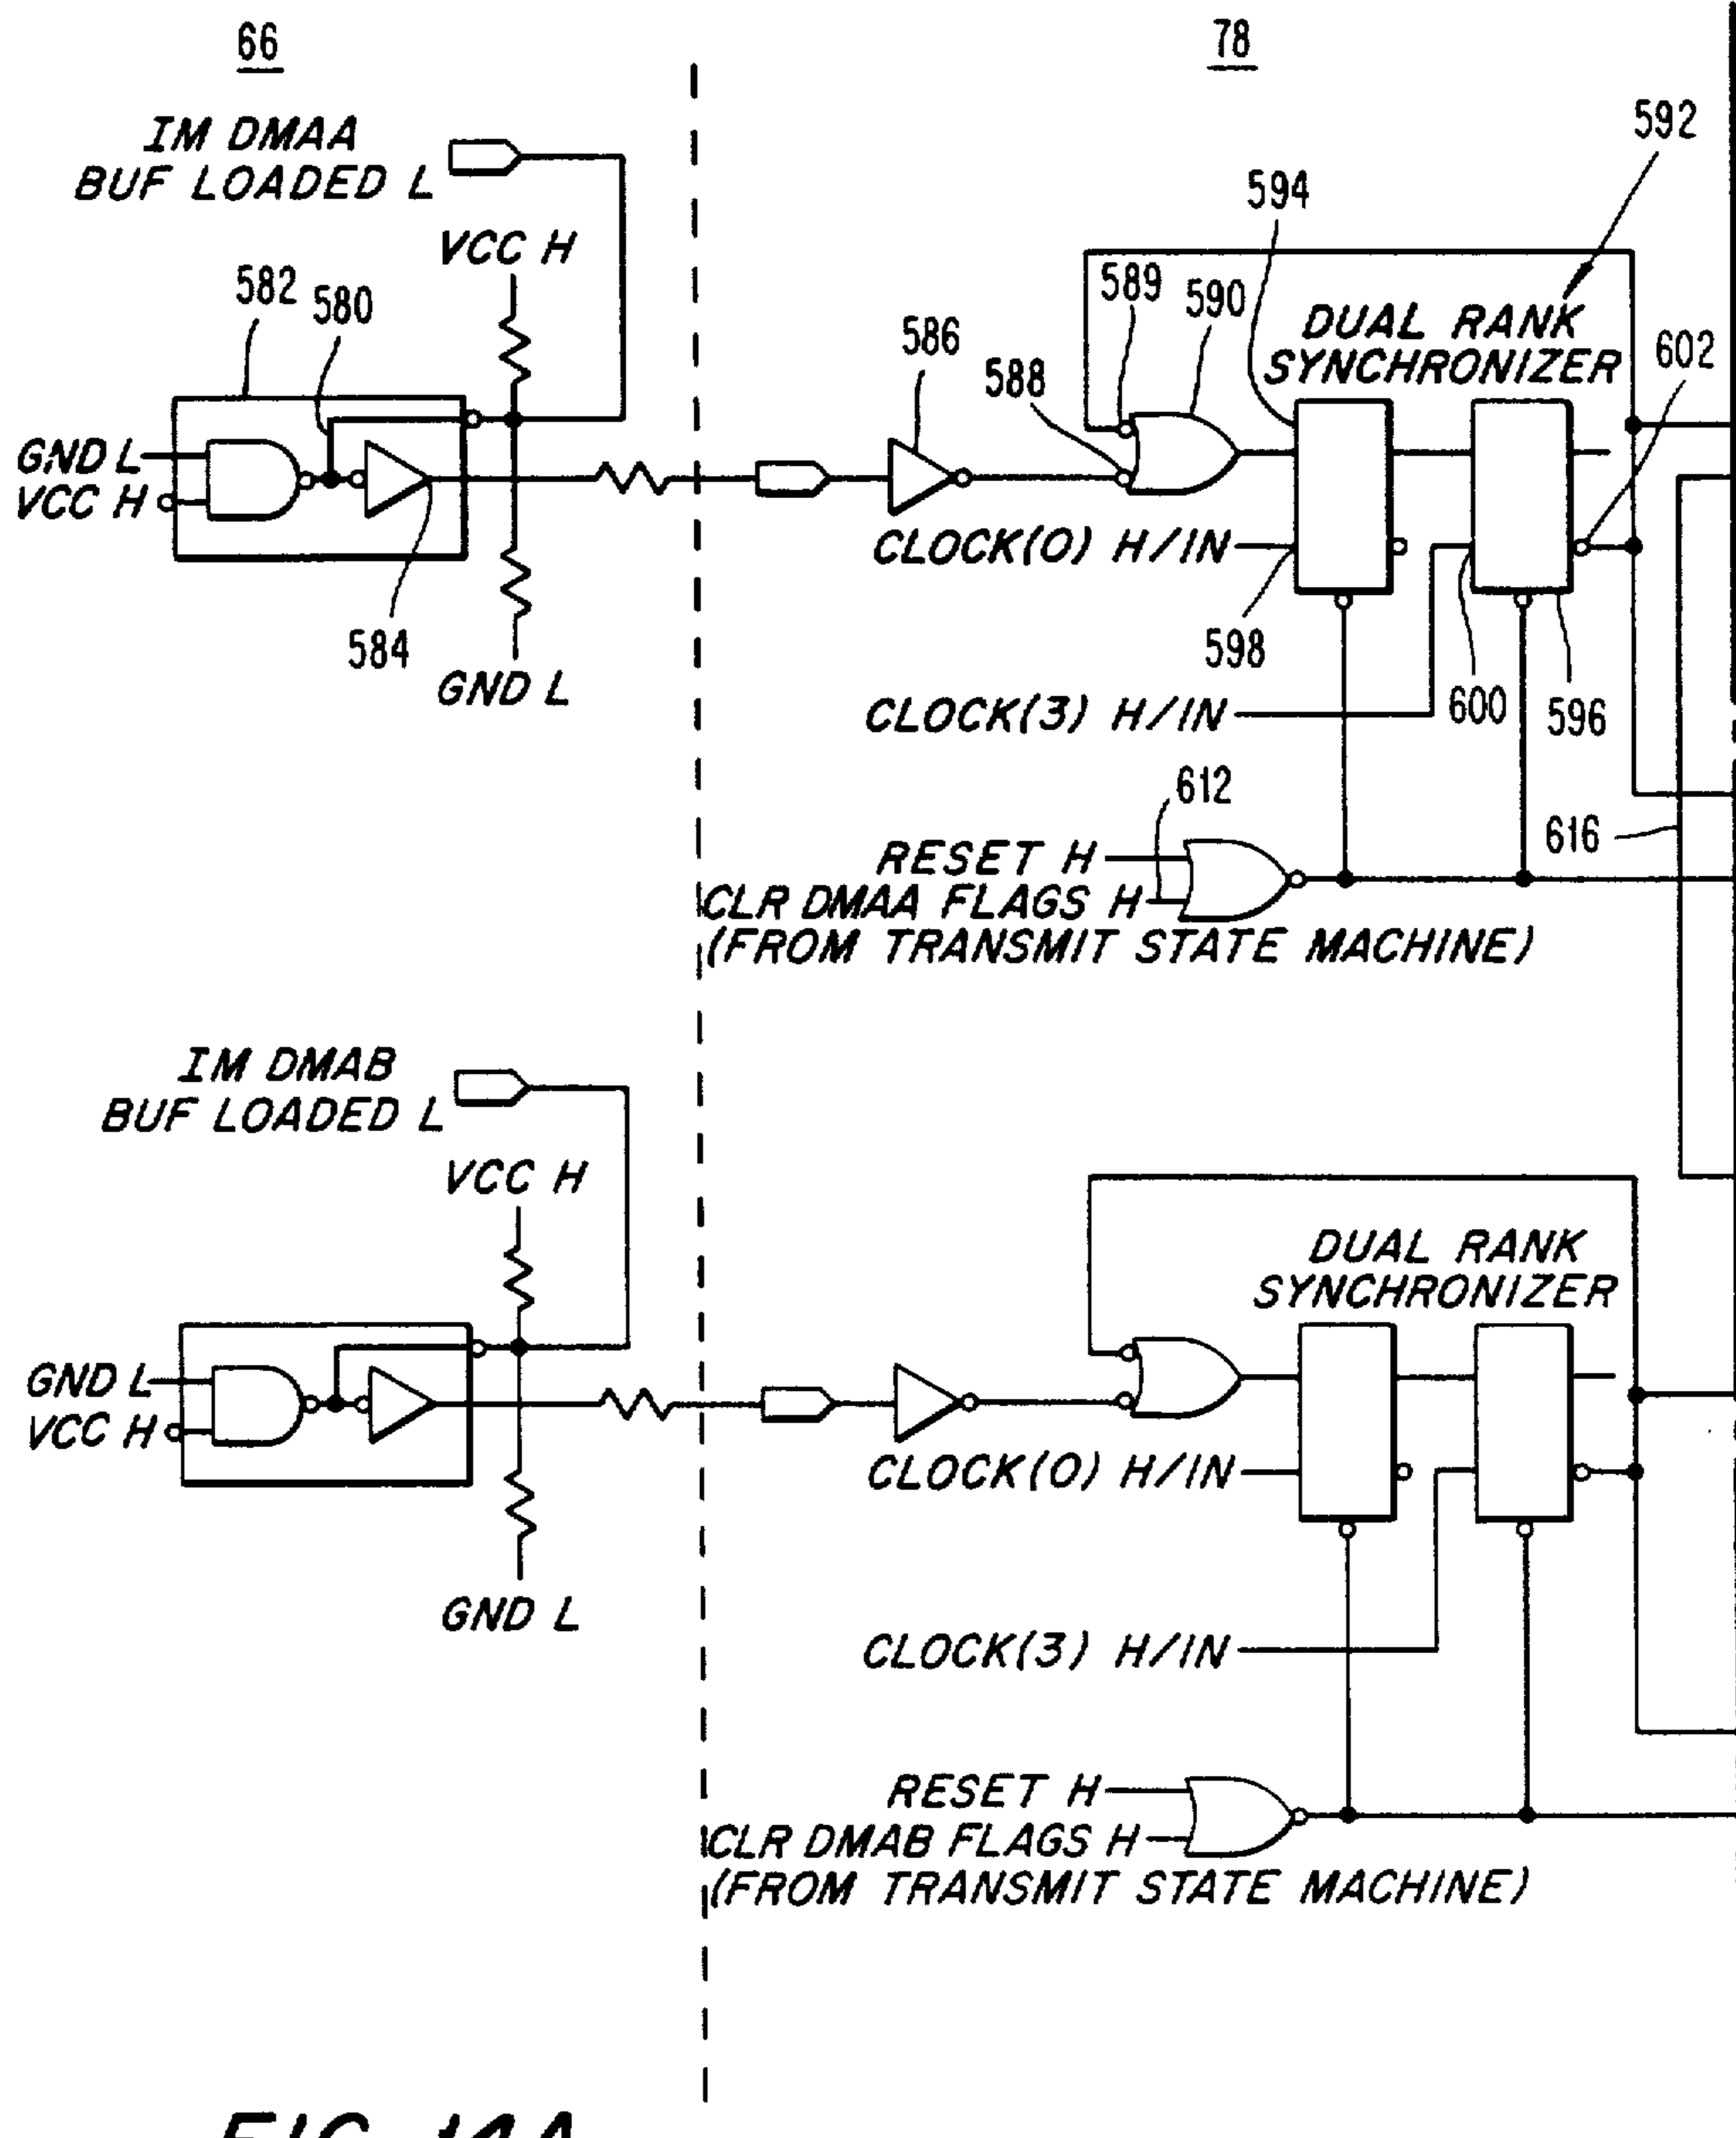 66
78
IM DMAA
BUF LOADED L
VCC H
592
594
582
580
589
590
DUAL RANK
SYNCHRONIZER
586
588
602
GND L
VCC H
CLOCK(0) H/IN
584
GND L
598
600
596
CLOCK(3) H/IN
612
616
RESET H
CLR DMAA FLAGS H
(FROM TRANSMIT STATE MACHINE)
IM DMAB
BUF LOADED L
VCC H
DUAL RANK
SYNCHRONIZER
GND L
VCC H
CLOCK(0) H/IN
GND L
CLOCK(3) H/IN
RESET H
CLR DMAB FLAGS H
(FROM TRANSMIT STATE MACHINE)